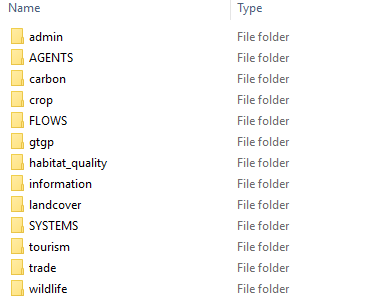 Name Type
admin File folder
AGENTS File folder
carbon File folder
crop File folder
FLOWS File folder
gtgp File folder
habitat_quality File folder
information File folder
landcover File folder
SYSTEMS File folder
tourism File folder
trade File folder
wildlife File folder